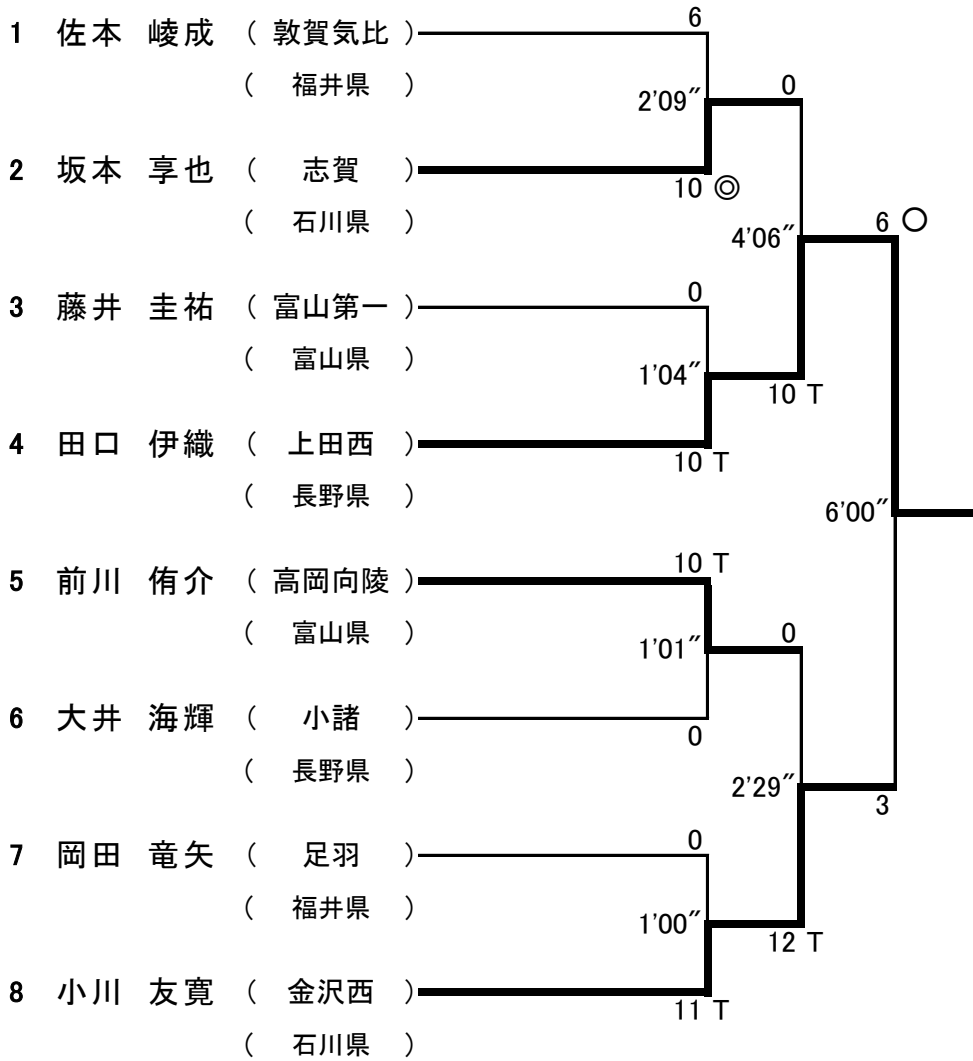 6
1 佐本 崚成 ( 敦賀気比 )
0
( 福井県 )
2'09"
2 坂本 享也 ( 志賀 )
10 ◎
( 石川県 )
6 ○
4'06"
3 藤井 圭祐 ( 富山第一 )
0
( 富山県 )
1'04"
10 T
4 田口 伊織 ( 上田西 )
10 T
( 長野県 )
6'00"
10 T
5 前川 侑介 ( 高岡向陵 )
( 富山県 )
0
1'01"
6 大井 海輝 ( 小諸 )
0
( 長野県 )
2'29"
3
7 岡田 竜矢 ( 足羽 )
0
( 福井県 )
1'00"
12 T
8 小川 友寛 ( 金沢西 )
11 T
( 石川県 )